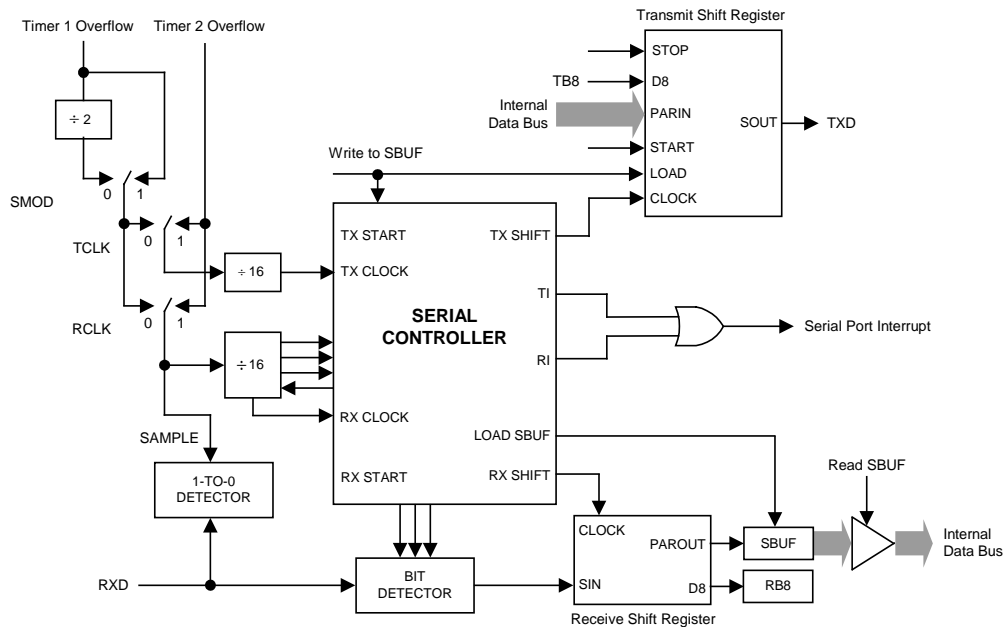 Timer 1 Overflow
Timer 2 Overflow
÷ 2
SMOD
0
1
TCLK
0
1
÷ 16
RCLK
0
1
÷ 16
SAMPLE
1-TO-0
DETECTOR
RXD
Write to SBUF
TX START
TX CLOCK
SERIAL
CONTROLLER
RX CLOCK
RX START
TX SHIFT
TI
RI
LOAD SBUF
RX SHIFT
BIT
DETECTOR
Transmit Shift Register
STOP
TB8
D8
Internal
Data Bus
PARIN
SOUT
TXD
START
LOAD
CLOCK
Serial Port Interrupt
CLOCK
PAROUT
SIN
D8
Receive Shift Register
Read SBUF
SBUF
RB8
Internal
Data Bus